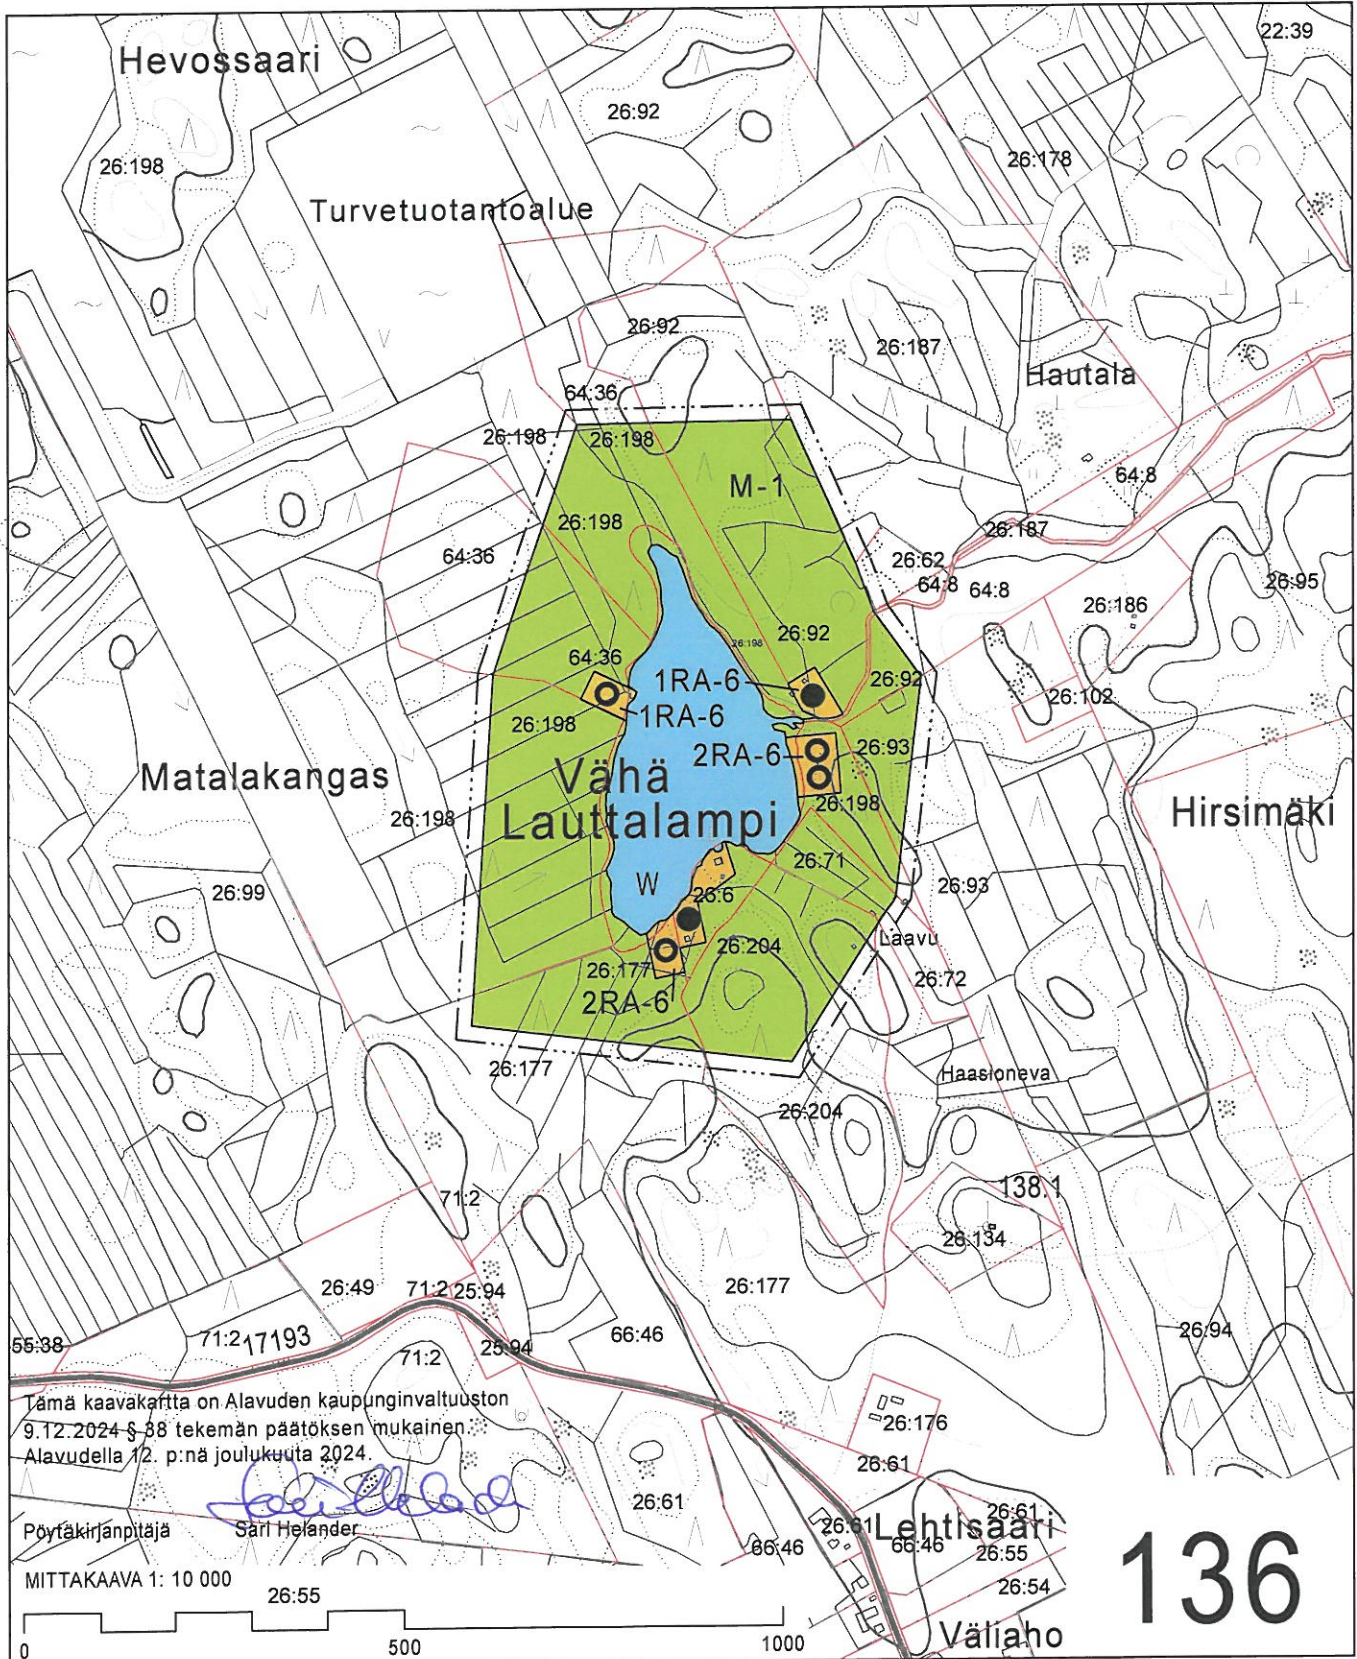 22:39
Hevossaari
26:92
26:198
26:178
Turvetuotantoalue
26:92
26:187
Hautala
64:36
26:198
26:198
M-1
64:8
26:198
26:187
64:36
26:62
64:8
64:8
26:95
26:186
26:92
26:198
64:36
1RA-6
26:92
26:102
1RA-6
26:198
2RA-6
26:93
Matalakangas
Vähä
Lauttalampi
26:198
26:198
Hirsimäki
26:71
W
26:99
26:6
26:93
Laavu
26:204
26:177
26:72
2RA-6
26:177
Haasioneva
26:204
138.1
71:2
26:134
26:49
71:2
25:94
26:177
71:2
17193
66:46
26:94
55:38
71:2
25:94
Tämä kaavakartta on Alavuden kaupunginvaltuuston
9.12.2024 § 88 tekemän päätöksen mukainen.
Alavudella 12. p:nä joulukuuta 2024.
26:176
26:61
26:61
Pöytäkirjanpitäjä Sari Helander
26:61
26:61
Lehtisaari
66:46
66:46
26:55
26:54
136
MITTAKAAVA 1: 10 000
26:55
Väliaho
0 500 1000